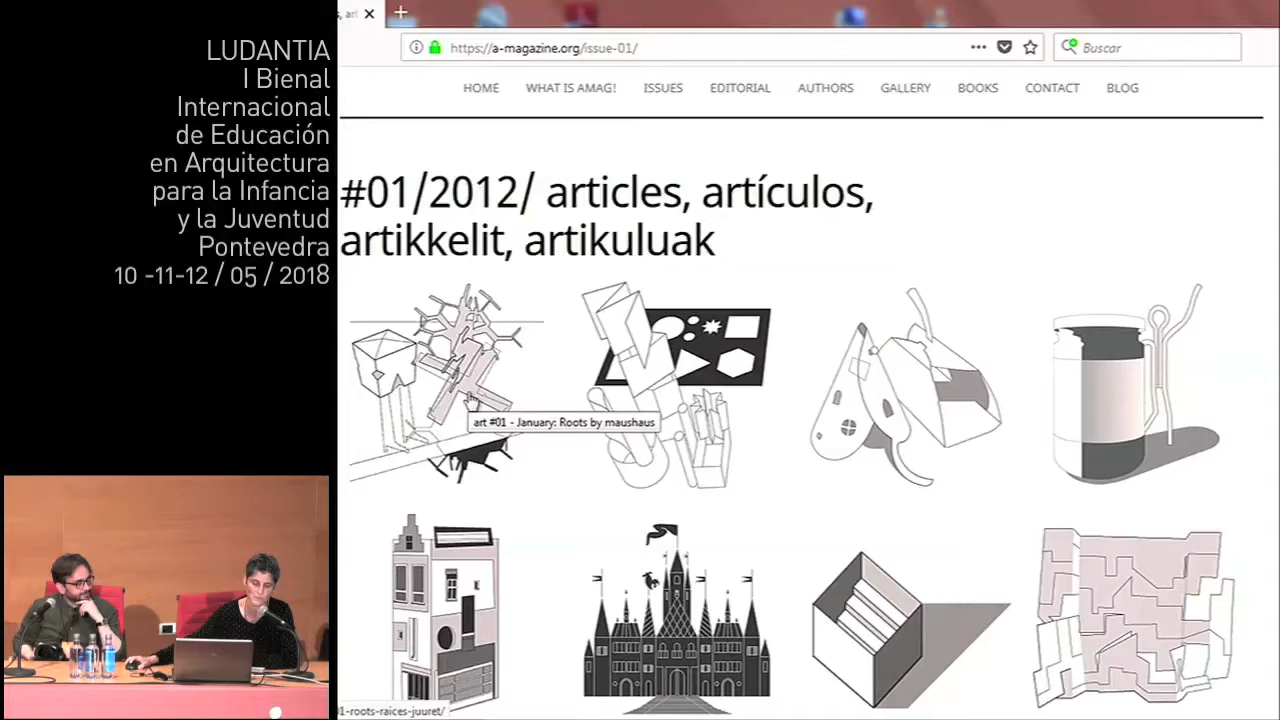 LUDANTIA
I Bienal
Internacional
de Educación
en Arquitectura
para la Infancia
y la Juventud
Pontevedra
10 -11-12 / 05 / 2018
https://a-magazine.org/issue-01/
Buscar
HOME WHAT IS AMAG! ISSUES EDITORIAL AUTHORS GALLERY BOOKS CONTACT BLOG
#01/2012/ articles, artículos,
artikkelit, artikuluak
art #01 - January: Roots by maushaus
01-roots-raices-juuret/